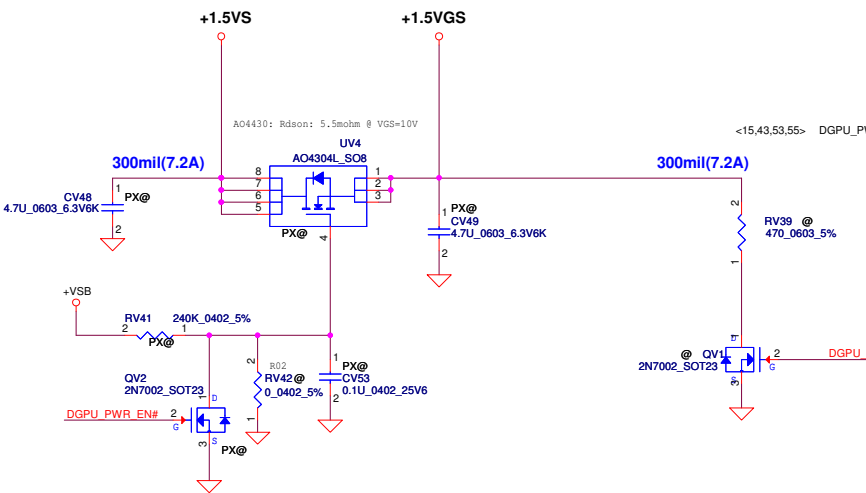 +1.5VS
+1.5VGS
AO4430: Rdson: 5.5mohm @ VGS=10V
<15,43,53,55> DGPU_P
UV4
AO4304L_SO8
300mil(7.2A)
300mil(7.2A)
8
7
6
5
1
2
3
4
PX@
CV48
4.7U_0603_6.3V6K
1
2
PX@
PX@
CV49
4.7U_0603_6.3V6K
1
2
RV39 @
470_0603_5%
2
1
+VSB
RV41 240K_0402_5%
2
1
PX@
R02
RV42 @
0_0402_5%
2
1
PX@
CV53
0.1U_0402_25V6
1
2
QV2
2N7002_SOT23
DGPU_PWR_EN#
2
G
1
D
3
S
PX@
@ QV1
2N7002_SOT23
1
D
3
S
2
G
DGPU_